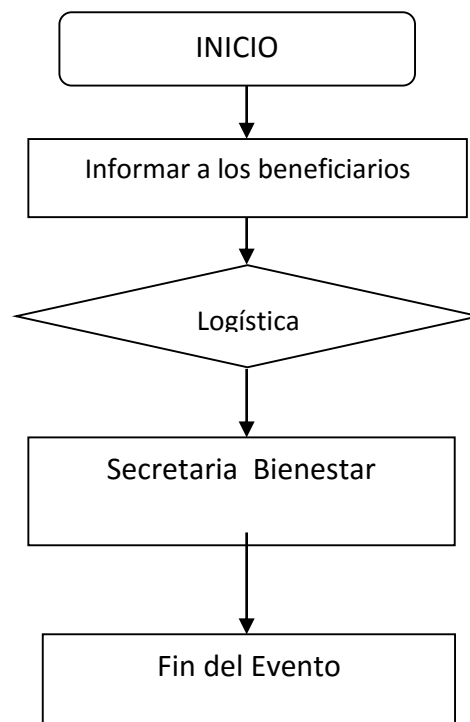 INICIO
Informar a los beneficiarios
Logística
Secretaria Bienestar
Fin del Evento